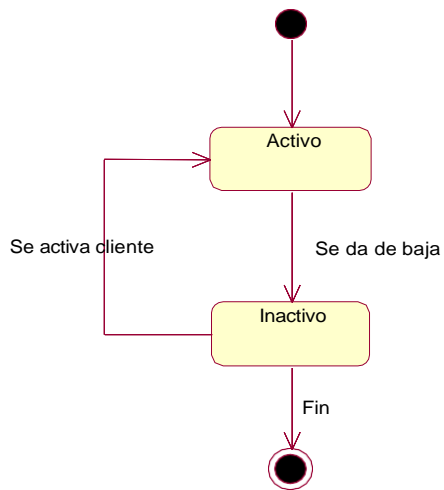 Activo
Se activa cliente
Se da de baja
Inactivo
Fin